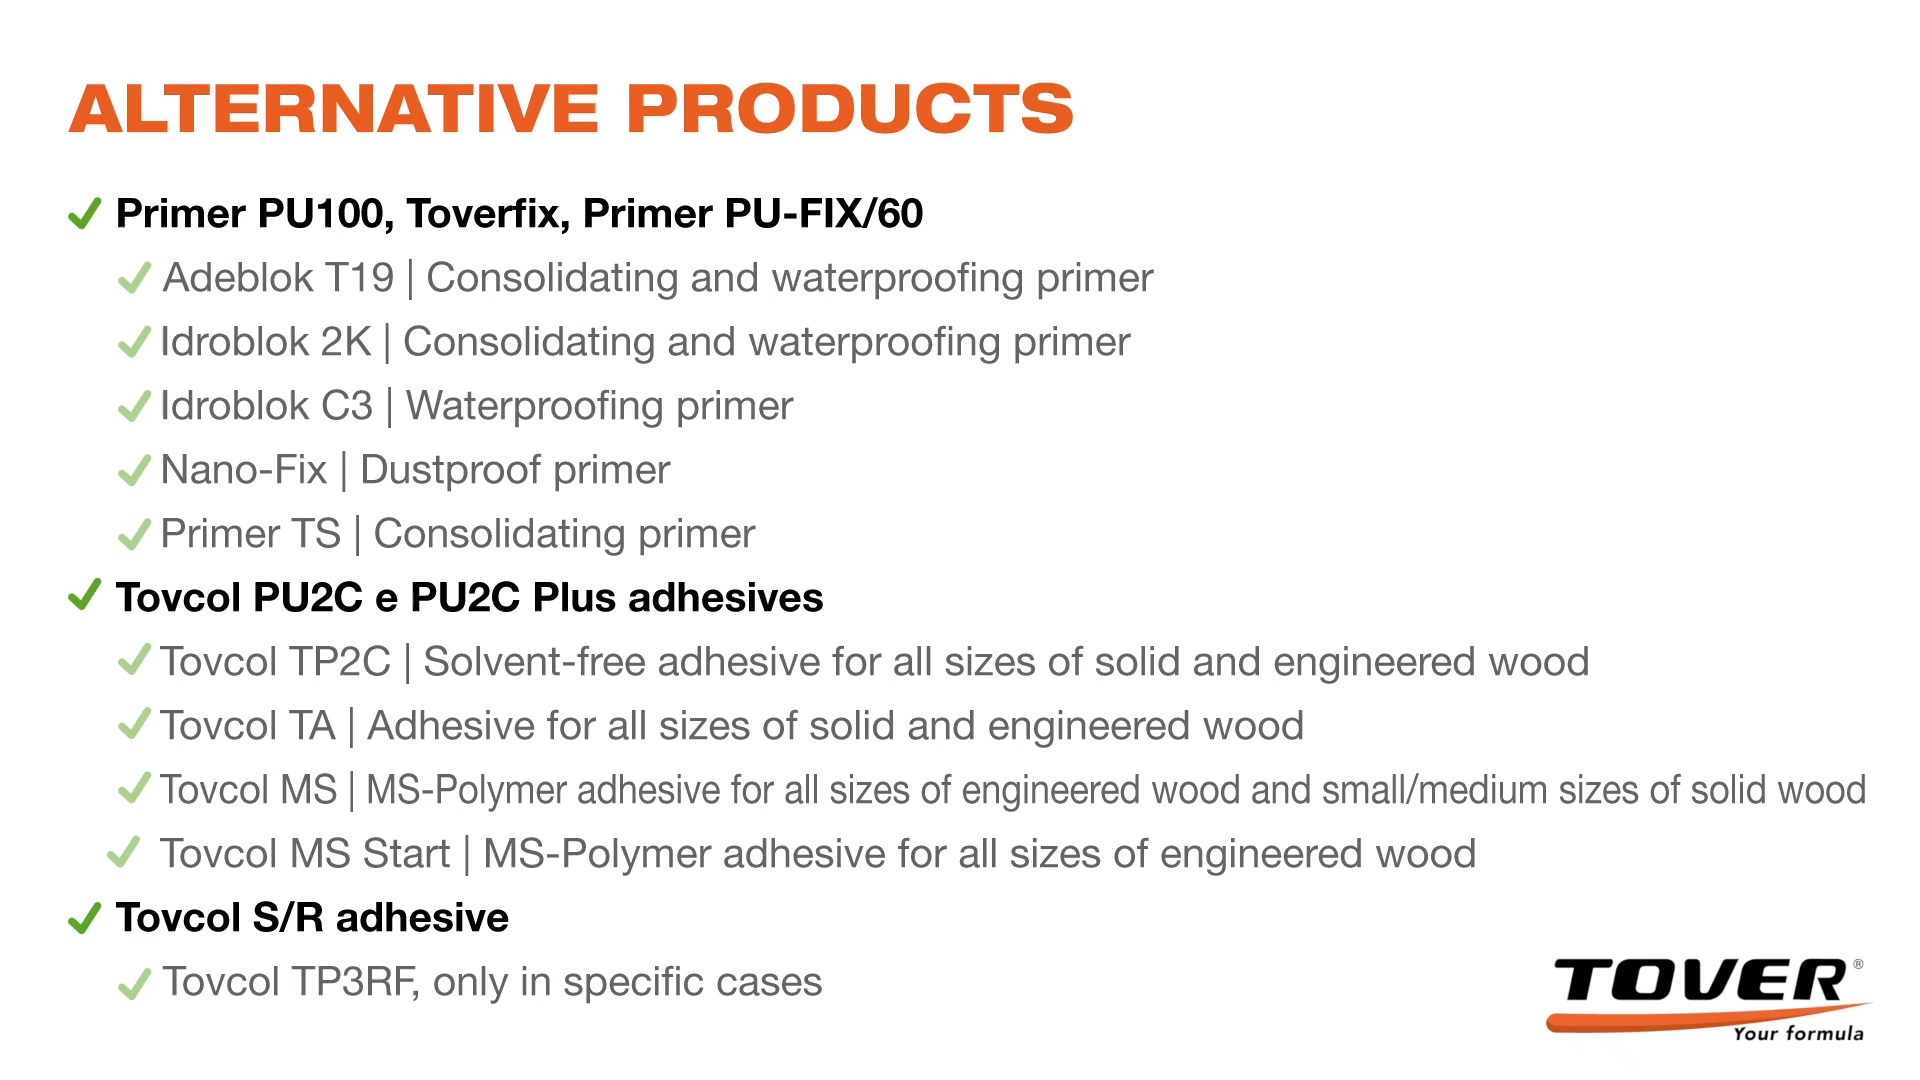 ALTERNATIVE PRODUCTS
Primer PU100, Toverfix, Primer PU-FIX/60
Adeblok T19 | Consolidating and waterproofing primer
Idroblok 2K | Consolidating and waterproofing primer
Idroblok C3 | Waterproofing primer
Nano-Fix | Dustproof primer
Primer TS | Consolidating primer
Tovcol PU2C e PU2C Plus adhesives
Tovcol TP2C | Solvent-free adhesive for all sizes of solid and engineered wood
Tovcol TA | Adhesive for all sizes of solid and engineered wood
Tovcol MS | MS-Polymer adhesive for all sizes of engineered wood and small/medium sizes of solid wood
Tovcol MS Start | MS-Polymer adhesive for all sizes of engineered wood
Tovcol S/R adhesive
Tovcol TP3RF, only in specific cases
TOVER®
Your formula